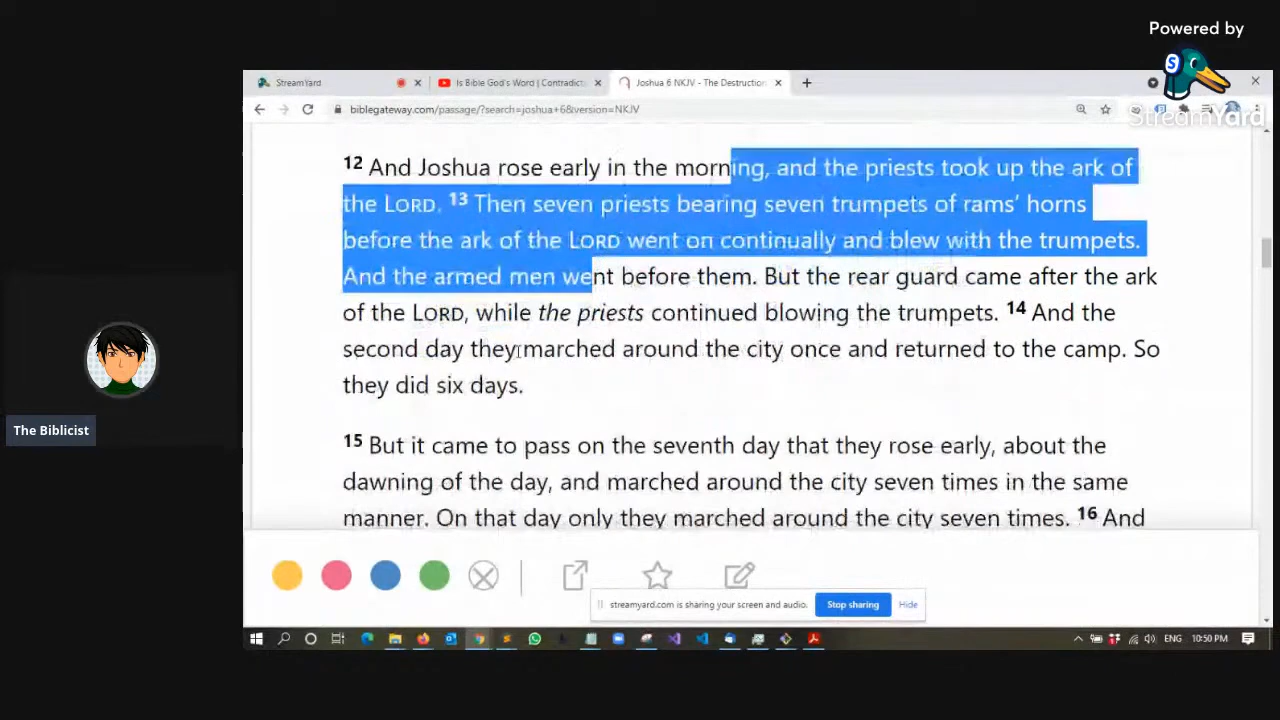 Powered by
S
StreamYard
StreamYard
Is Bible God's Word | Contradict
Joshua 6 NKJV - The Destruction
biblegateway.com/passage/?search=joshua+6&version=NKJV
12 And Joshua rose early in the morning, and the priests took up the ark of
the LORD. 13 Then seven priests bearing seven trumpets of rams' horns
before the ark of the LORD went on continually and blew with the trumpets.
And the armed men went before them. But the rear guard came after the ark
of the LORD, while the priests continued blowing the trumpets. 14 And the
second day they marched around the city once and returned to the camp. So
they did six days.
15 But it came to pass on the seventh day that they rose early, about the
dawning of the day, and marched around the city seven times in the same
manner. On that day only they marched around the city seven times. 16 And
The Biblicist
streamyard.com is sharing your screen and audio.
Stop sharing
Hide
ENG
10:50 PM